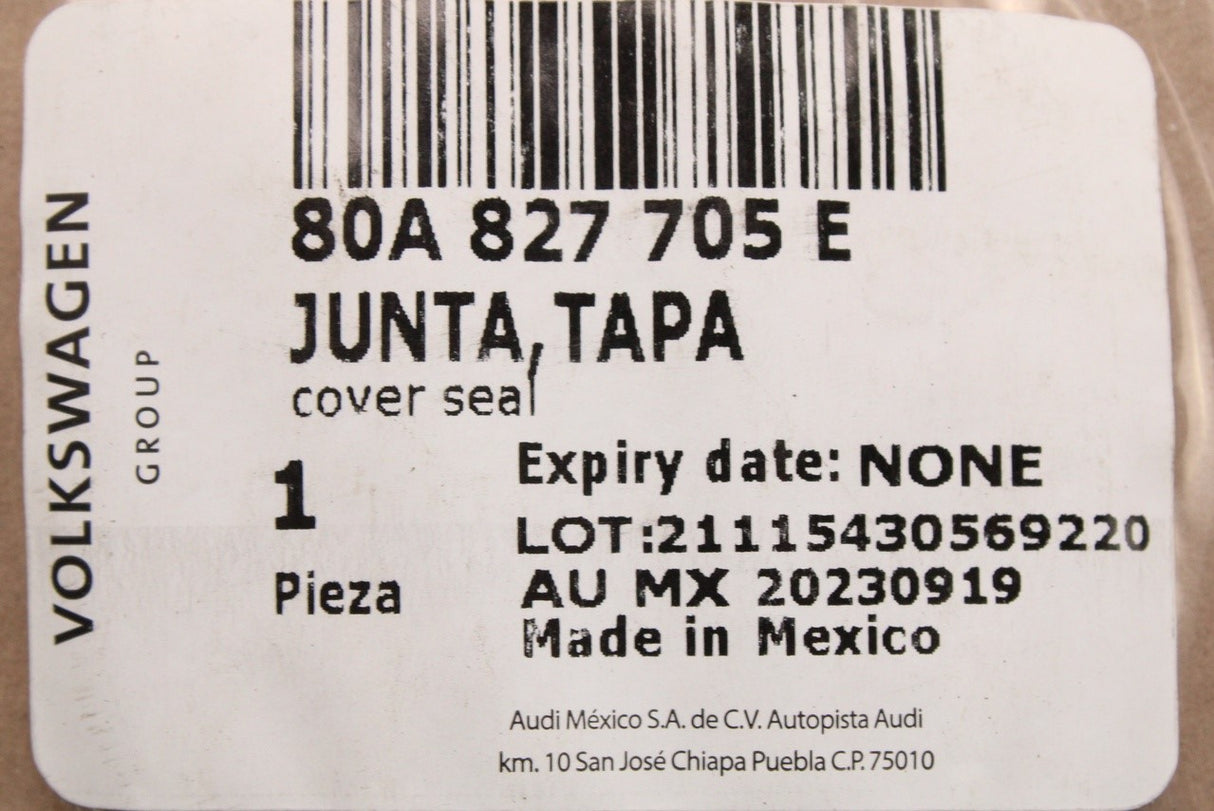 VOLKSWAGEN
GROUP
80A 827 705 E
JUNTA,TAPA
cover seal
1
Pieza
Expiry date: NONE
LOT:21115430569220
AU MX 20230919
Made in Mexico
Audi México S.A. de C.V. Autopista Audi
km. 10 San José Chiapa Puebla C.P. 75010